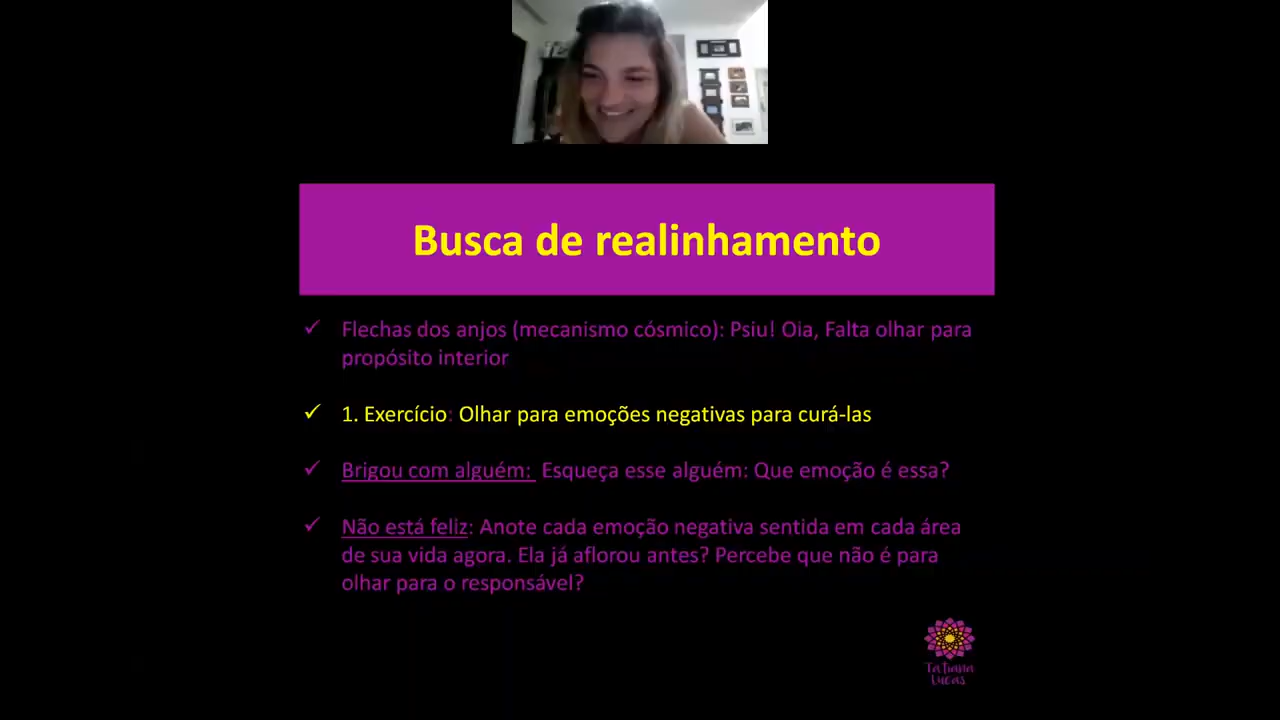 Busca de realinhamento
Flechas dos anjos (mecanismo cósmico): Psiu! Oia, Falta olhar para
propósito interior
1. Exercício: Olhar para emoções negativas para curá-las
Brigou com alguém: Esqueça esse alguém: Que emoção é essa?
Não está feliz: Anote cada emoção negativa sentida em cada área
de sua vida agora. Ela já aflorou antes? Percebe que não é para
olhar para o responsável?
Tatiana
Lucas